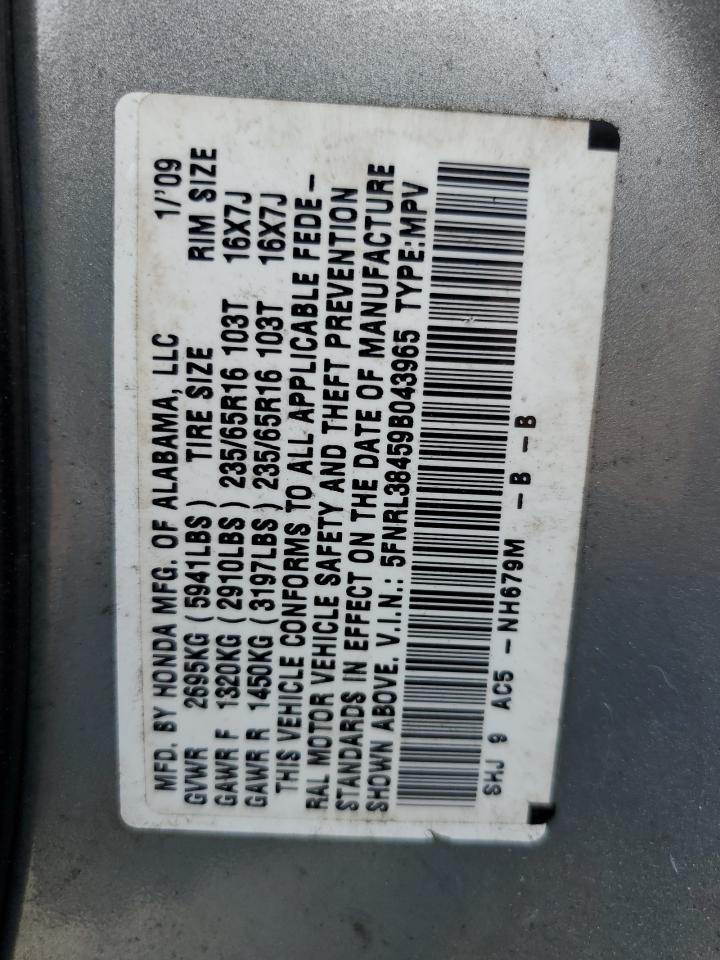 MFD. BY HONDA MFG. OF ALABAMA, LLC 1/'09
GVWR 2695KG (5941LBS) TIRE SIZE RIM SIZE
GAWR F 1320KG (2910LBS) 235/65R16 103T 16X7J
GAWR R 1450KG (3197LBS) 235/65R16 103T 16X7J
THIS VEHICLE CONFORMS TO ALL APPLICABLE FEDE-
RAL MOTOR VEHICLE SAFETY AND THEFT PREVENTION
STANDARDS IN EFFECT ON THE DATE OF MANUFACTURE
SHOWN ABOVE. V.I.N.: 5FNRL38459B043965 TYPE:MPV
SHJ 9 AC5 -NH679M -B -B